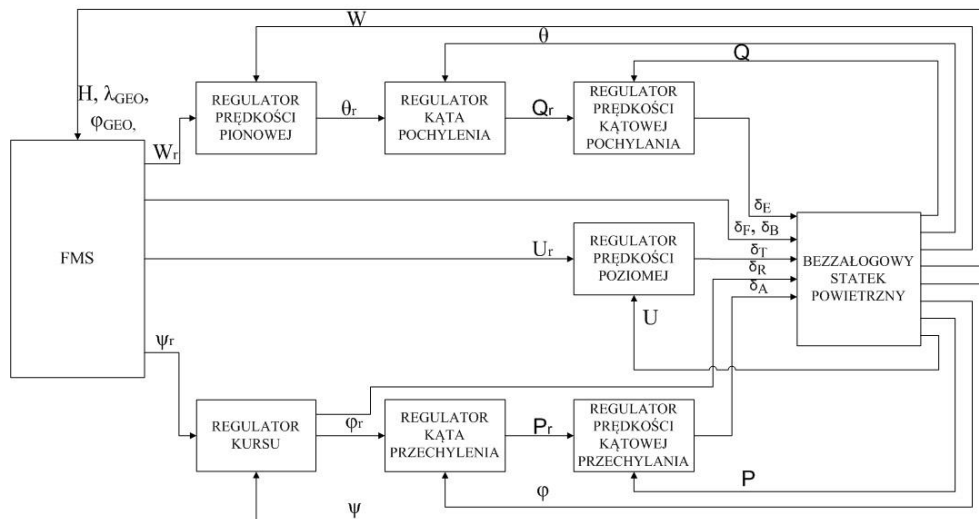 W
θ
Q
H, λGEO,
φGEO,
Wr
REGULATOR
PRĘDKOŚCI
PIONOWEJ
θr
REGULATOR
KĄTA
POCHYLENIA
Qr
REGULATOR
PRĘDKOŚCI
KĄTOWEJ
POCHYLANIA
FMS
δE
δF, δB
Ur
REGULATOR
PRĘDKOŚCI
POZIOMEJ
δT
δR
δA
BEZZAŁOGOWY
STATEK
POWIETRZNY
U
ψr
REGULATOR
KURSU
φr
REGULATOR
KĄTA
PRZECHYLENIA
Pr
REGULATOR
PRĘDKOŚCI
KĄTOWEJ
PRZECHYLANIA
P
φ
ψ